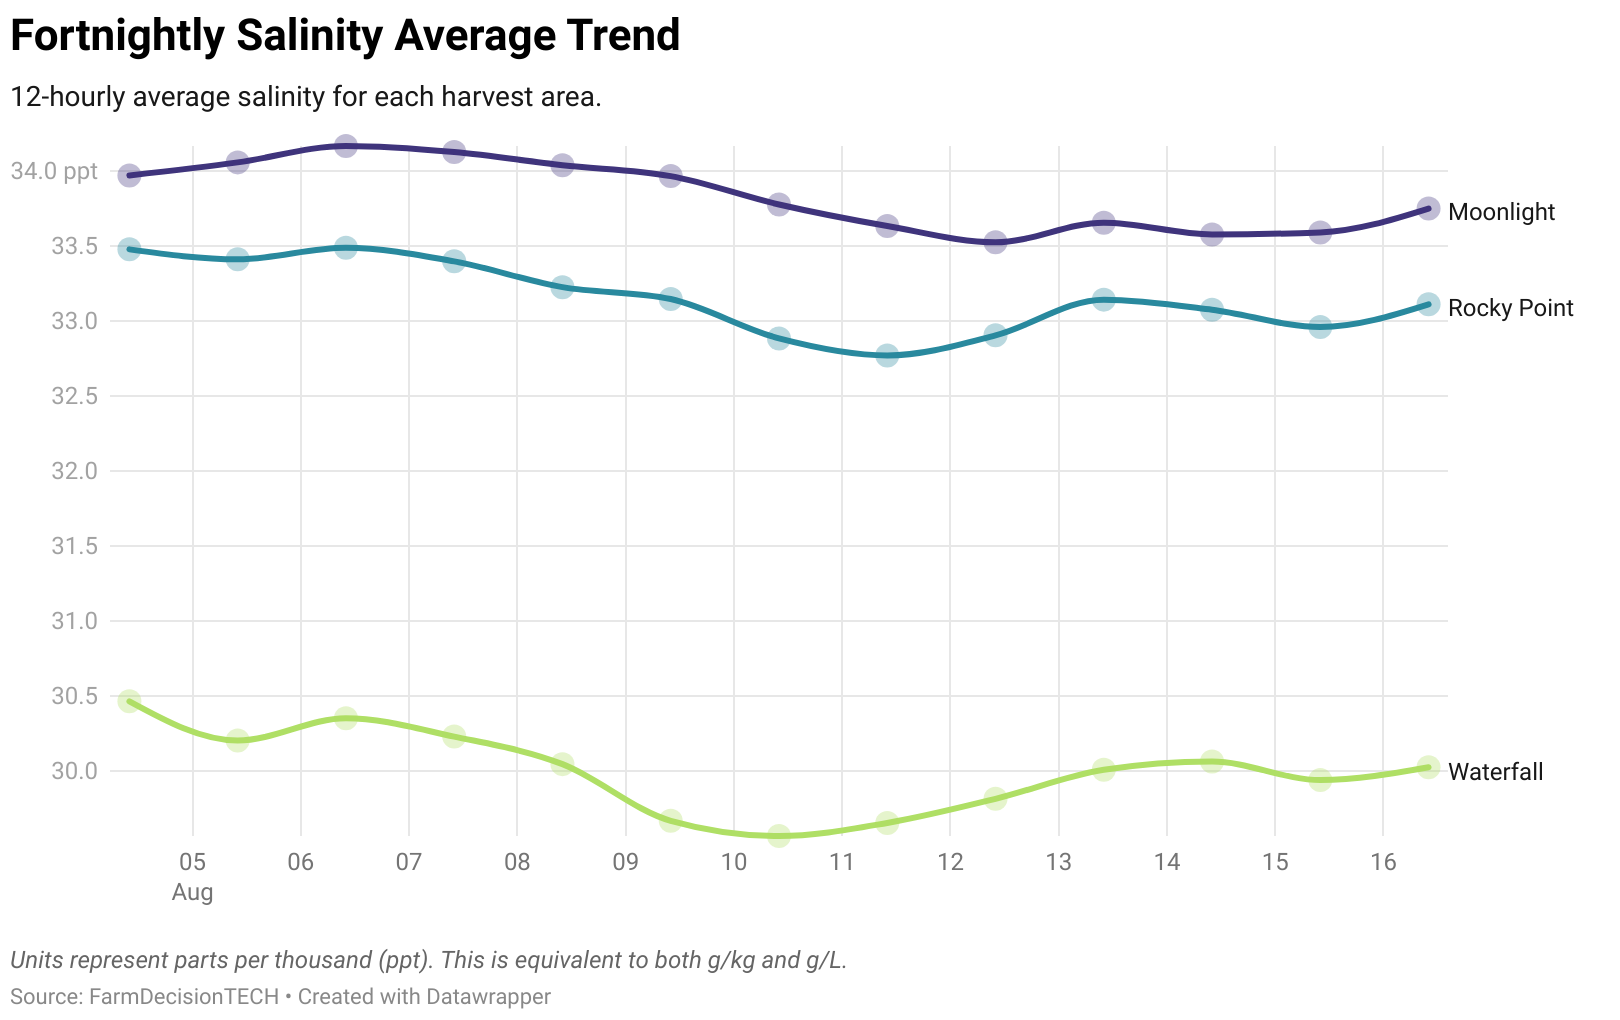 Fortnightly Salinity Average Trend
12-hourly average salinity for each harvest area.
34.0 ppt
33.5
33.0
32.5
32.0
31.5
31.0
30.5
30.0
Moonlight
Rocky Point
Waterfall
05 06 07 08 09 10 11 12 13 14 15 16
Aug
Units represent parts per thousand (ppt). This is equivalent to both g/kg and g/L.
Source: FarmDecisionTECH • Created with Datawrapper